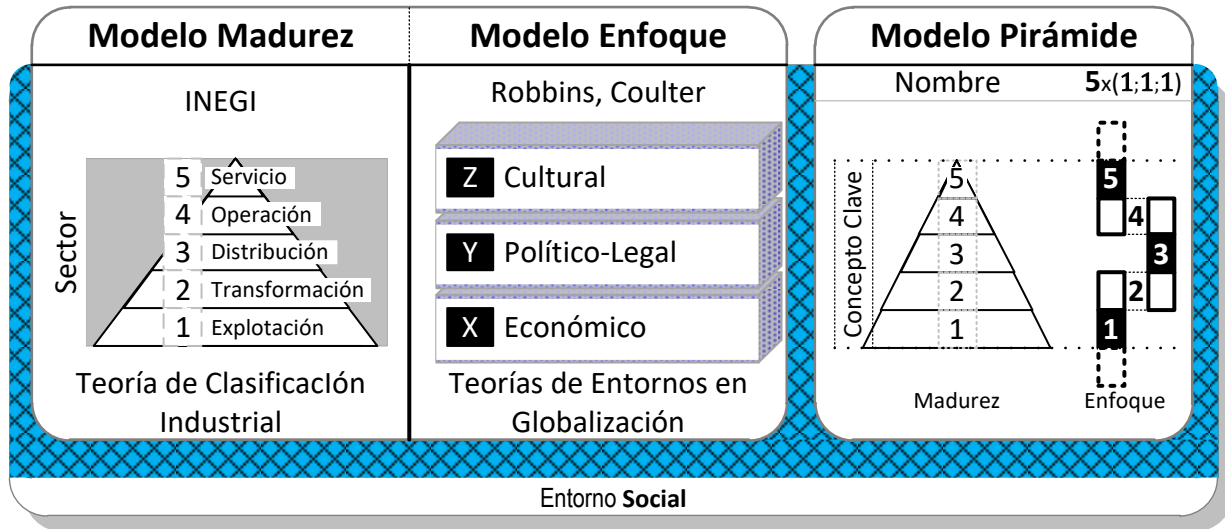 Modelo Madurez
INEGI
Sector
5 Servicio
4 Operación
3 Distribución
2 Transformación
1 Explotación
Teoría de Clasificación
Industrial
Modelo Enfoque
Robbins, Coulter
Z Cultural
Y Político-Legal
X Económico
Teorías de Entornos en
Globalización
Modelo Pirámide
Nombre 5x(1;1;1)
Concepto Clave
5
4
3
2
1
Madurez
5
4
3
2
1
Enfoque
Entorno Social